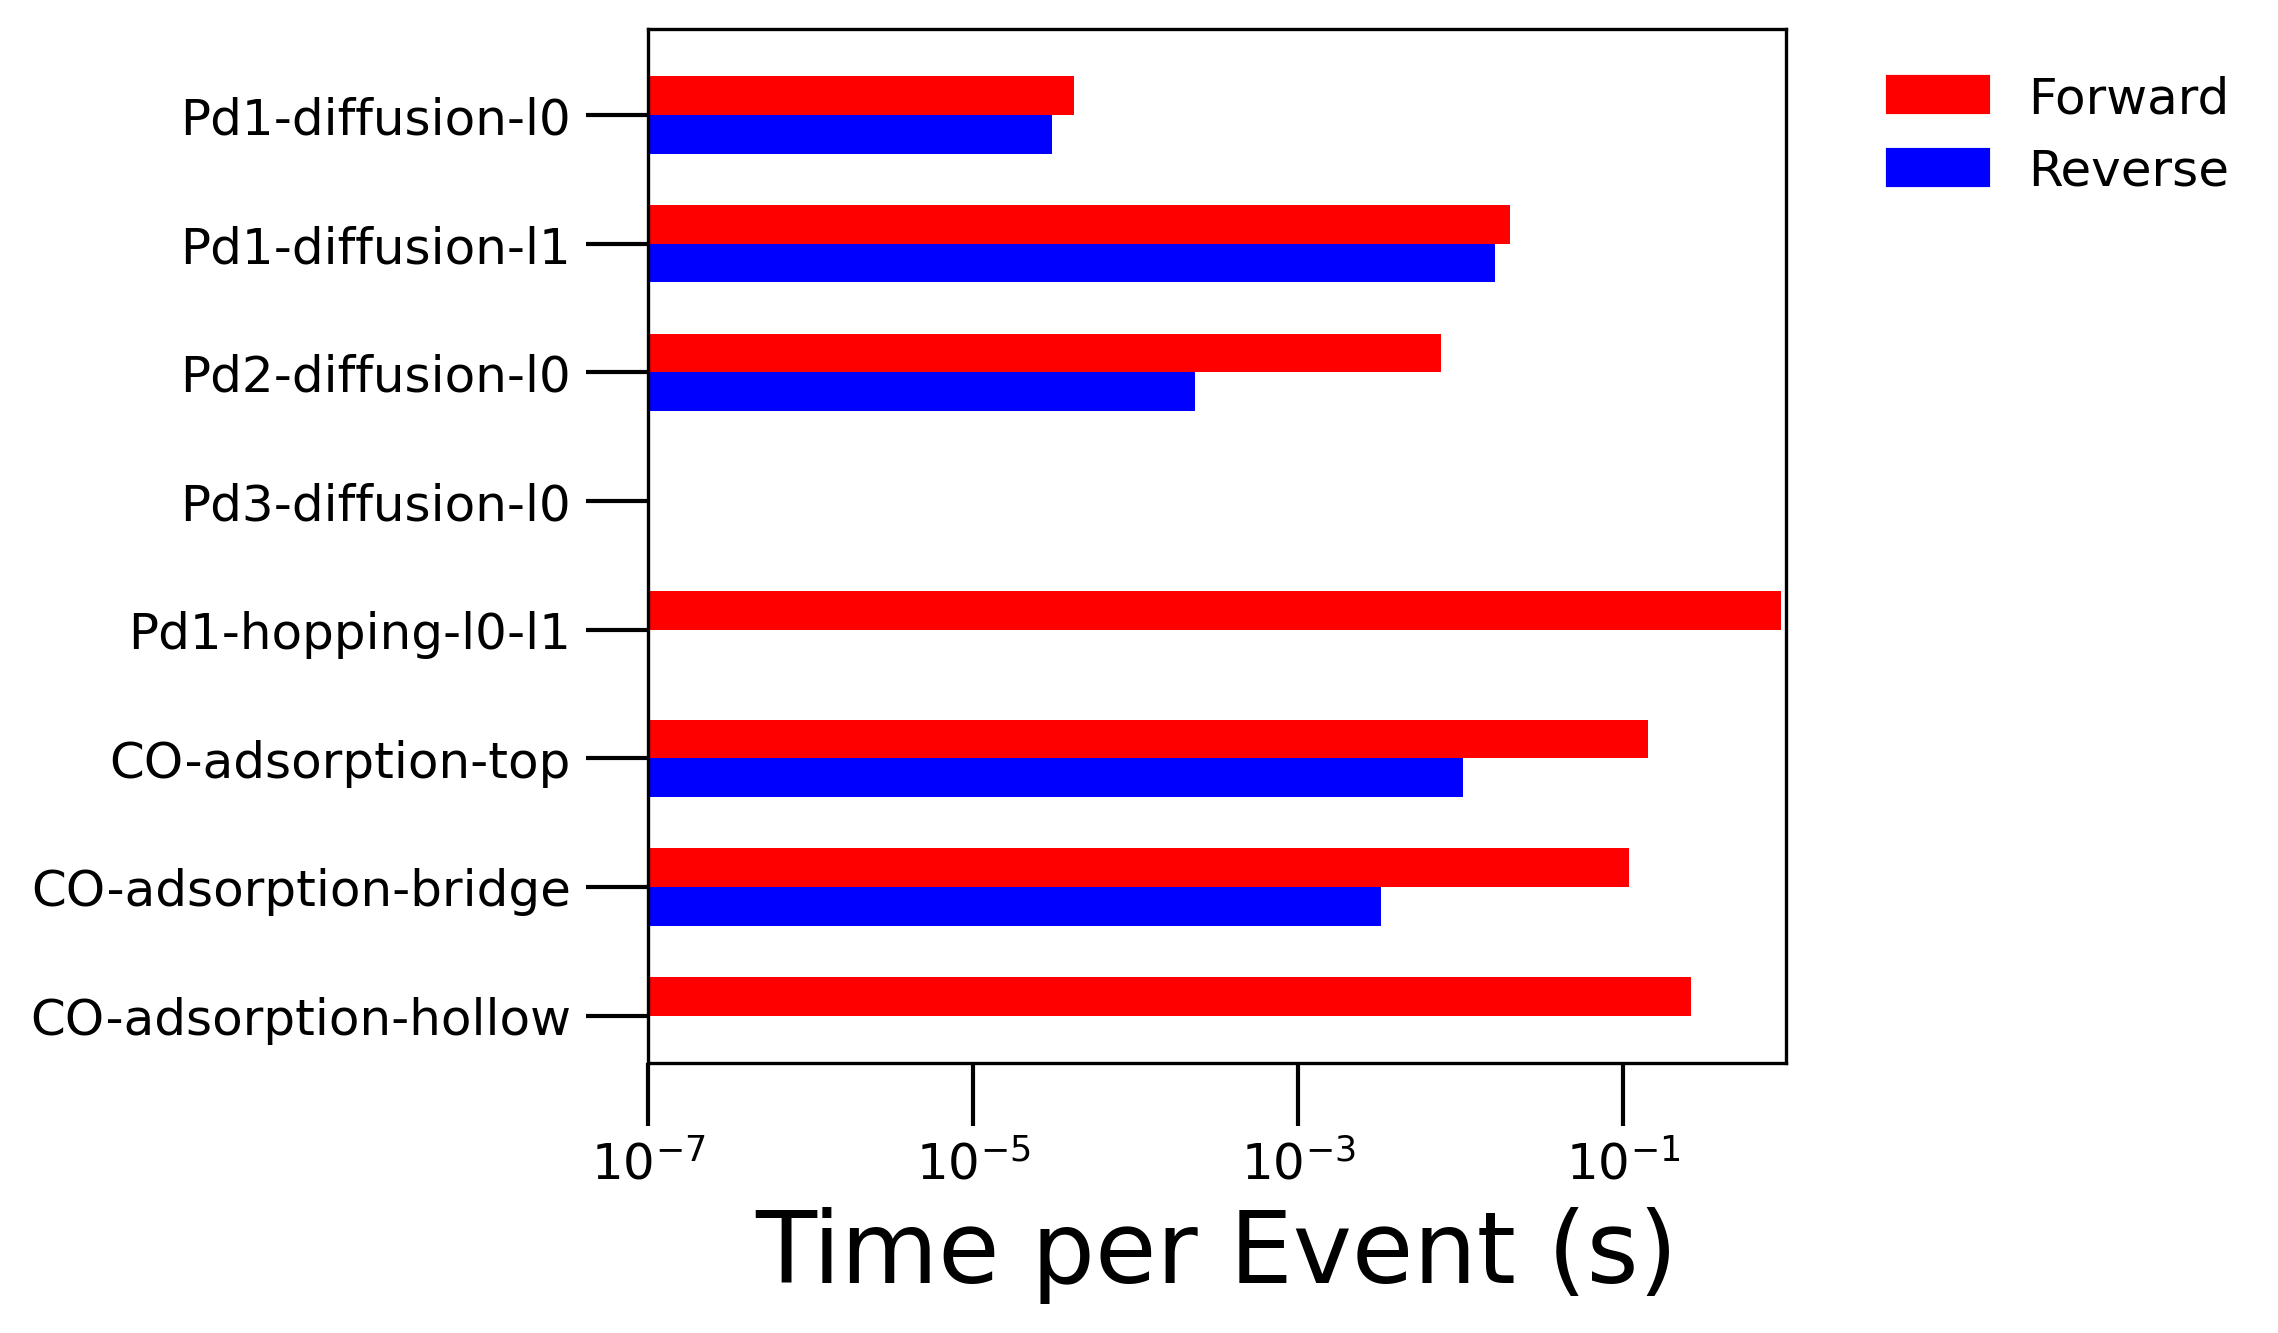 Pd1-diffusion-l0
Pd1-diffusion-l1
Pd2-diffusion-l0
Pd3-diffusion-l0
Pd1-hopping-l0-l1
CO-adsorption-top
CO-adsorption-bridge
CO-adsorption-hollow
10⁻⁷ 10⁻⁵ 10⁻³ 10⁻¹
Time per Event (s)
Forward
Reverse